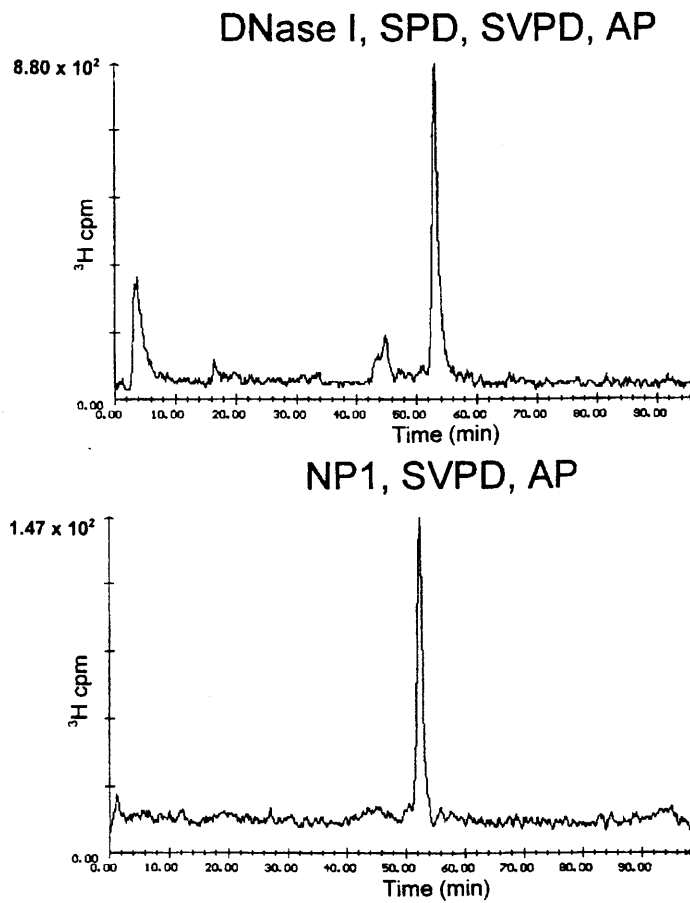 DNase I, SPD, SVPD, AP
8.80 x 10²
³H cpm
0.00
0.00 10.00 20.00 30.00 40.00 50.00 60.00 70.00 80.00 90.00
Time (min)
NP1, SVPD, AP
1.47 x 10²
³H cpm
0.00
0.00 10.00 20.00 30.00 40.00 50.00 60.00 70.00 80.00 90.00
Time (min)